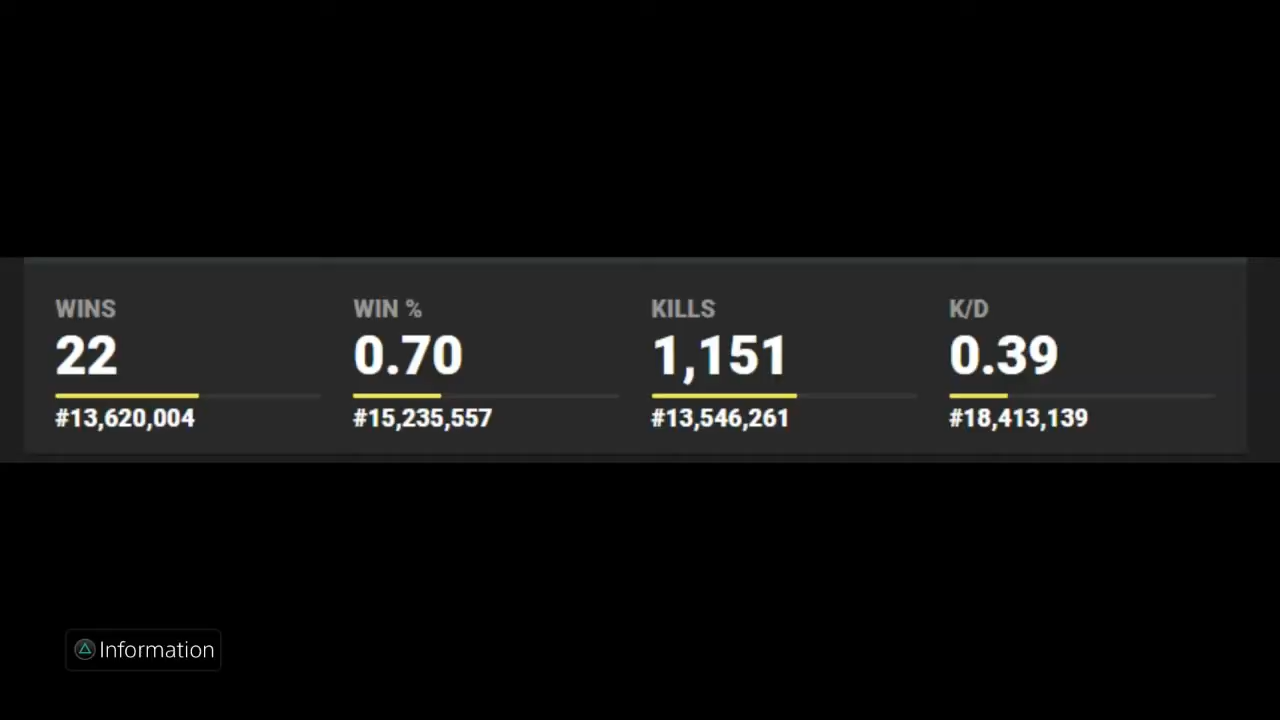 WINS WIN % KILLS K/D
22 0.70 1,151 0.39
#13,620,004 #15,235,557 #13,546,261 #18,413,139
Information